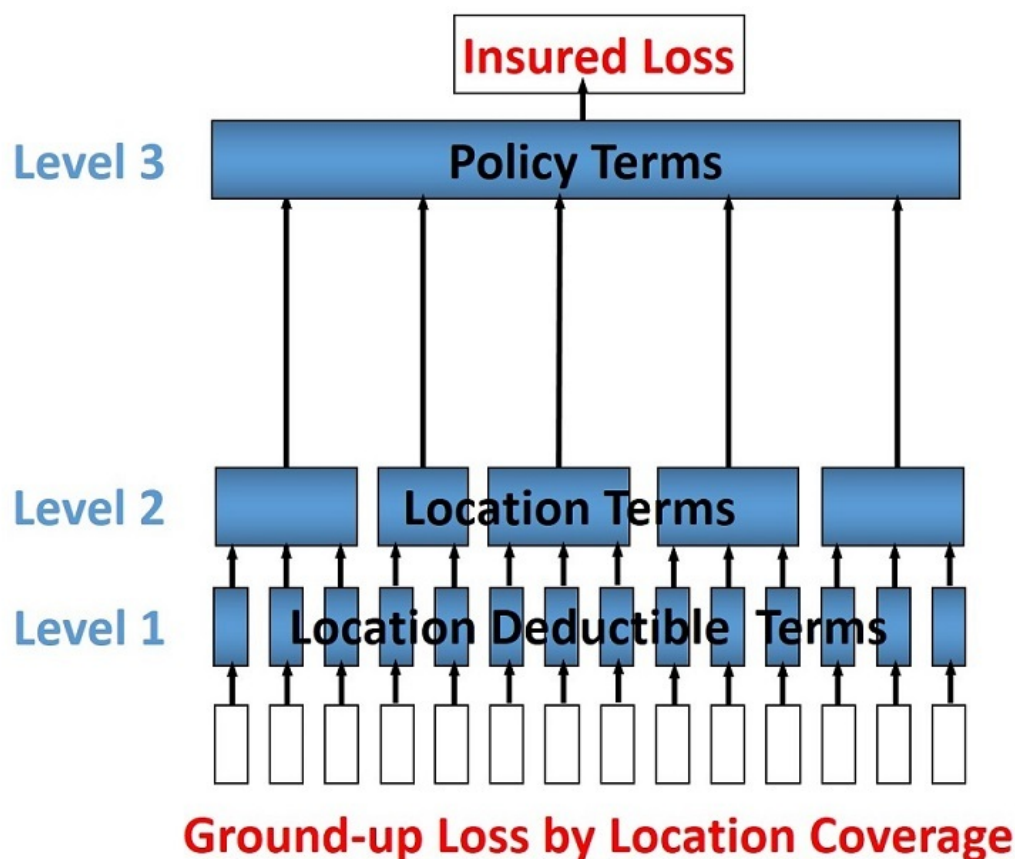 Insured Loss
Level 3 Policy Terms
Level 2 Location Terms
Level 1 Location Deductible Terms
Ground-up Loss by Location Coverage